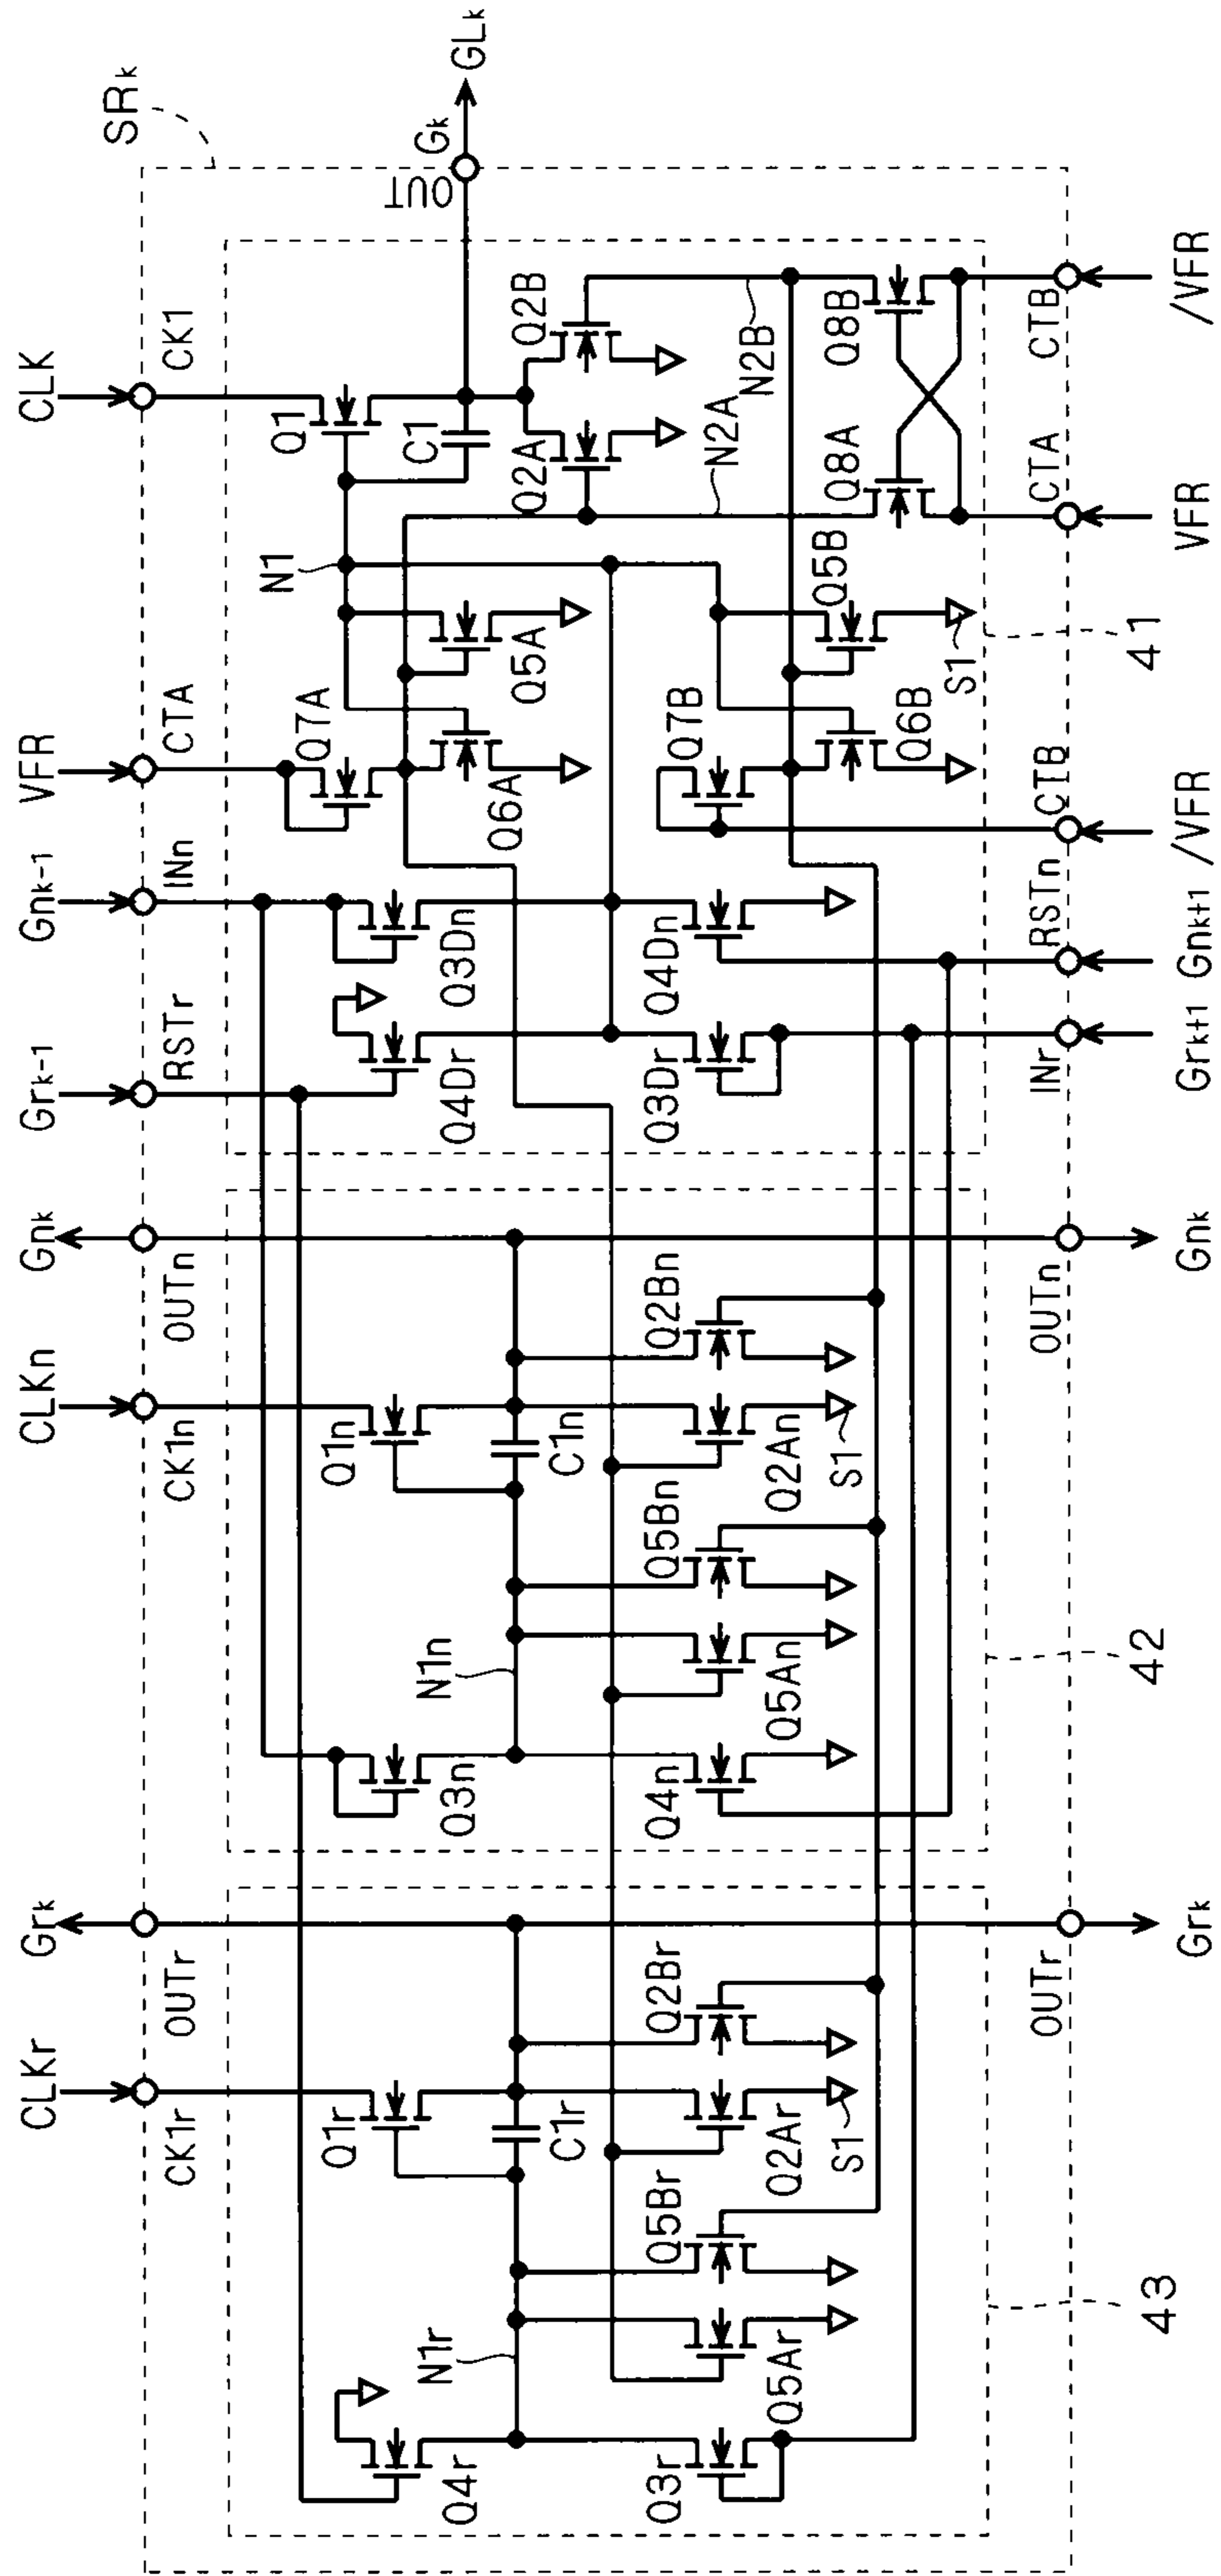 SRk
CLKr
Grk
CLKn
Gnk
Grk-1
Gnk-1
VFR
CLK
CK1r
OUTr
CK1n
OUTn
RSTr
INn
CTA
CK1
Q4r
Q1r
Q3n
Q1n
Q4Dr
Q3Dn
Q7A
Q6A
Q5A
N1
Q1
C1
OUT
Gk
GLk
N1r
C1r
N1n
C1n
Q2A
Q2B
Q3r
Q5Ar
Q5Br
Q2Ar
Q2Br
S1
Q4n
Q5An
Q5Bn
Q2An
Q2Bn
S1
Q3Dr
Q4Dn
Q7B
Q6B
Q5B
S1
N2A
N2B
Q8A
Q8B
43
42
41
OUTr
OUTn
INr
RSTn
CTB
CTA
CTB
Grk
Gnk
Grk+1
Gnk+1
/VFR
VFR
/VFR